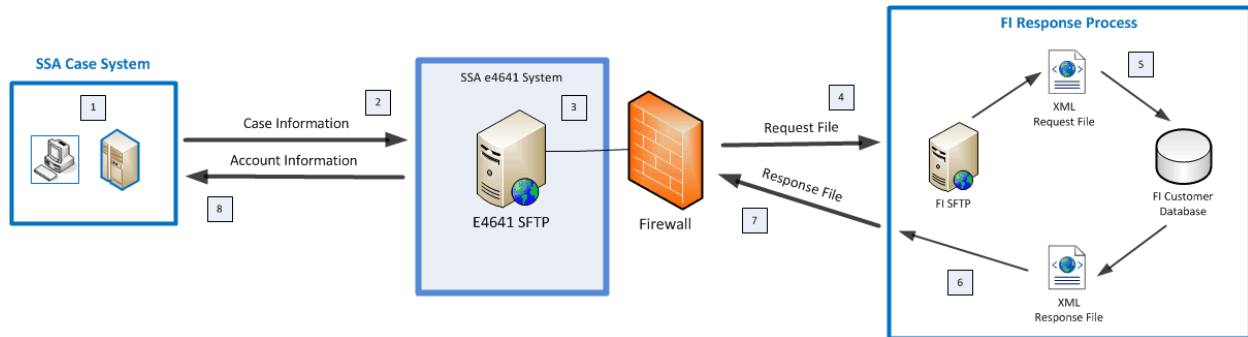 SSA Case System
1
2
Case Information
Account Information
8
SSA e4641 System
3
E4641 SFTP
Firewall
4
Request File
Response File
7
FI Response Process
5
XML
Request File
FI SFTP
FI Customer
Database
6
XML
Response File